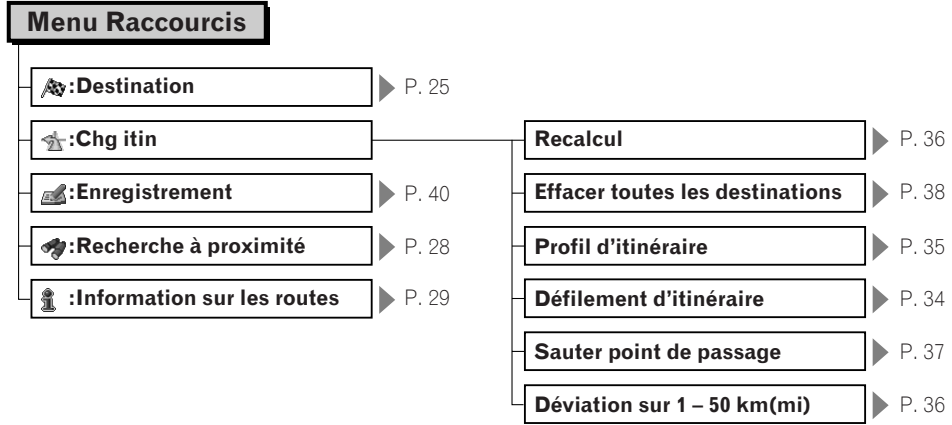 Menu Raccourcis
:Destination P. 25
:Chg itin
:Enregistrement P. 40
:Recherche à proximité P. 28
:Information sur les routes P. 29
Recalcul P. 36
Effacer toutes les destinations P. 38
Profil d’itinéraire P. 35
Défilement d’itinéraire P. 34
Sauter point de passage P. 37
Déviation sur 1 – 50 km(mi) P. 36